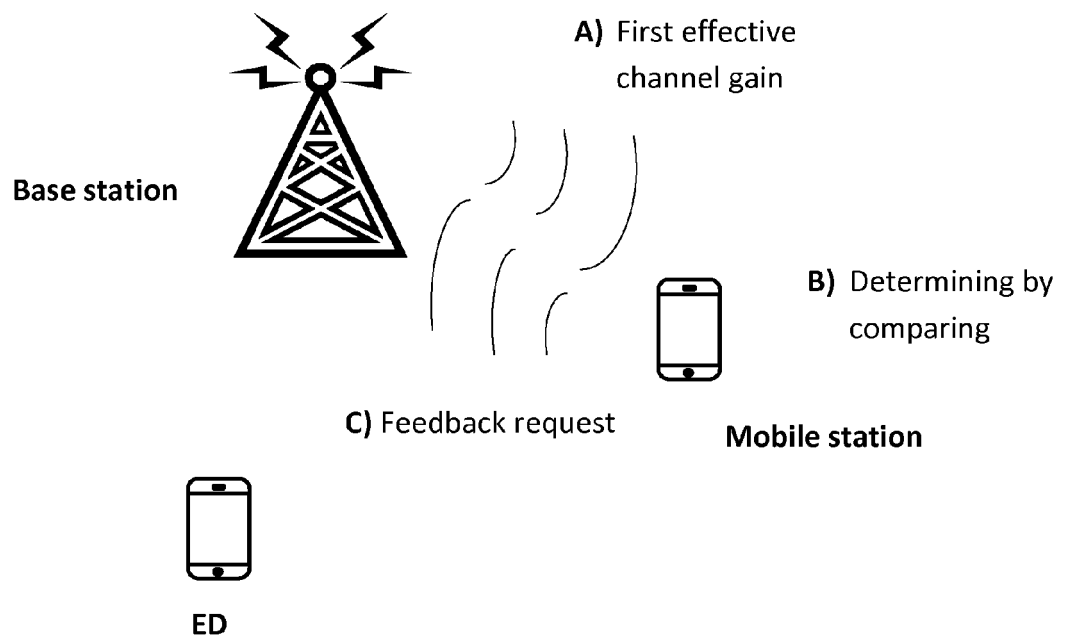 A) First effective
channel gain
Base station
B) Determining by
comparing
C) Feedback request
Mobile station
ED